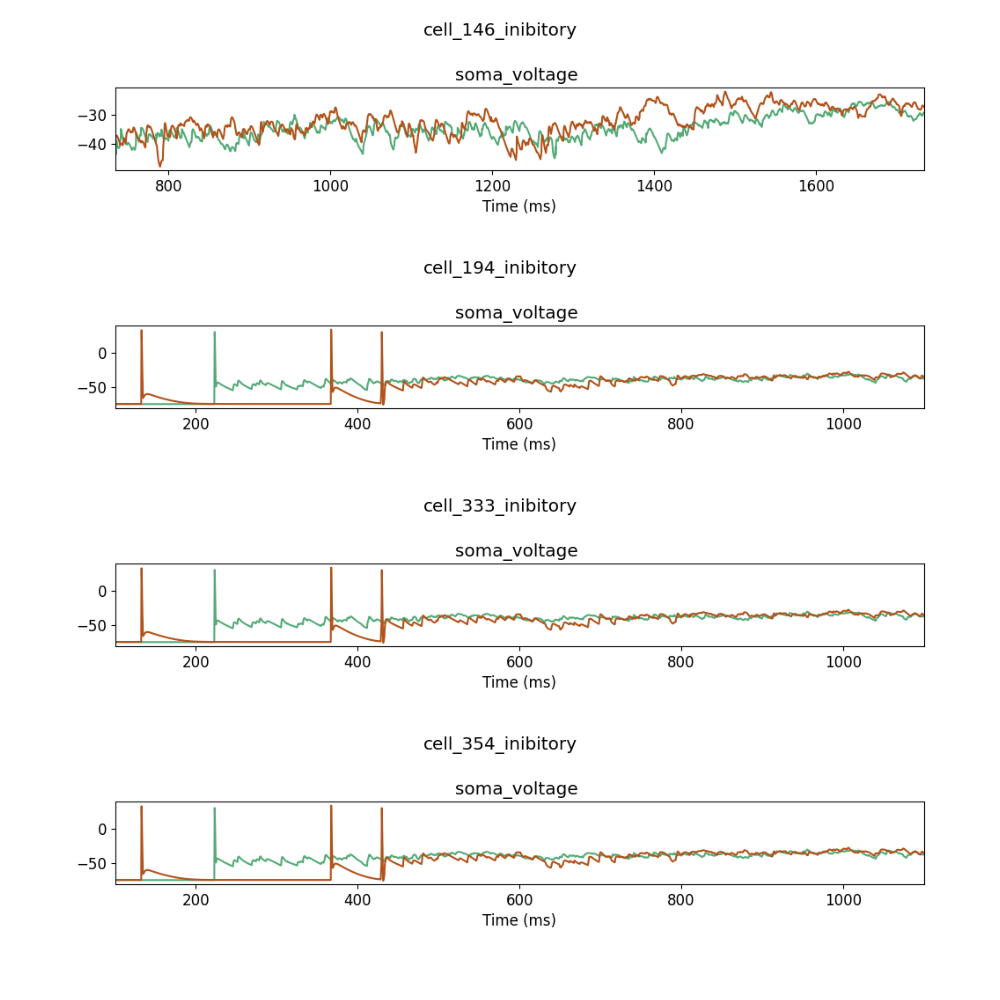 cell_146_inibitory
soma_voltage
−30
−40
800 1000 1200 1400 1600
Time (ms)
cell_194_inibitory
soma_voltage
0
−50
200 400 600 800 1000
Time (ms)
cell_333_inibitory
soma_voltage
0
−50
200 400 600 800 1000
Time (ms)
cell_354_inibitory
soma_voltage
0
−50
200 400 600 800 1000
Time (ms)